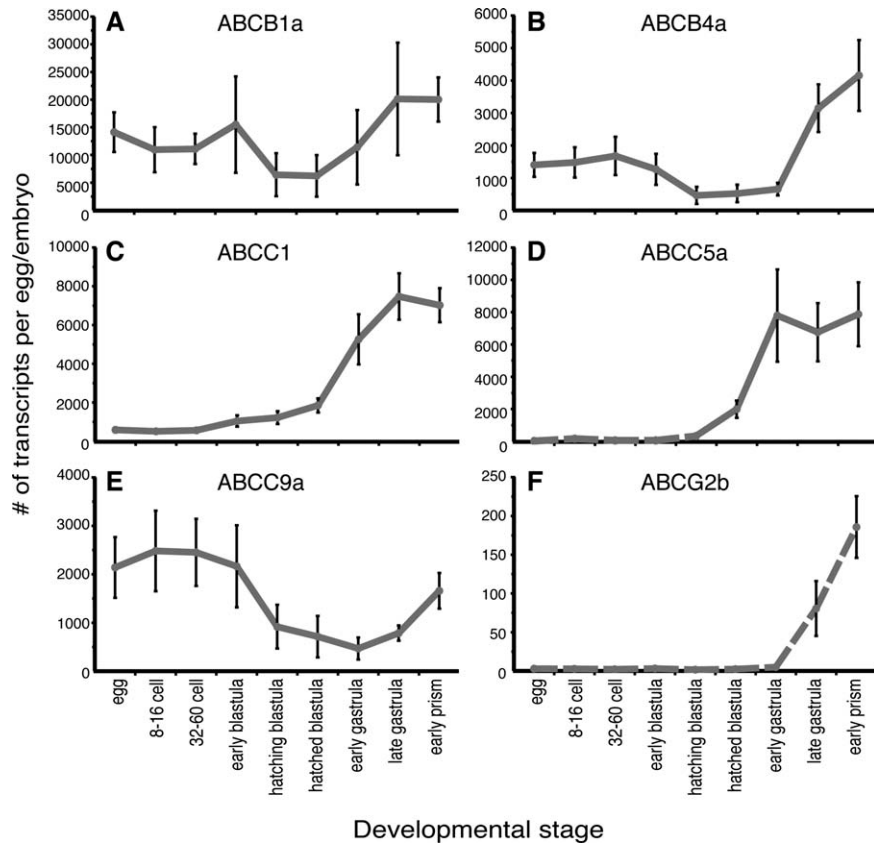 # of transcripts per egg/embryo
A
ABCB1a
35000
30000
25000
20000
15000
10000
5000
0
B
ABCB4a
6000
5000
4000
3000
2000
1000
0
C
ABCC1
10000
8000
6000
4000
2000
0
D
ABCC5a
12000
10000
8000
6000
4000
2000
0
E
ABCC9a
4000
3000
2000
1000
0
F
ABCG2b
250
200
150
100
50
0
egg
8-16 cell
32-60 cell
early blastula
hatching blastula
hatched blastula
early gastrula
late gastrula
early prism
egg
8-16 cell
32-60 cell
early blastula
hatching blastula
hatched blastula
early gastrula
late gastrula
early prism
Developmental stage